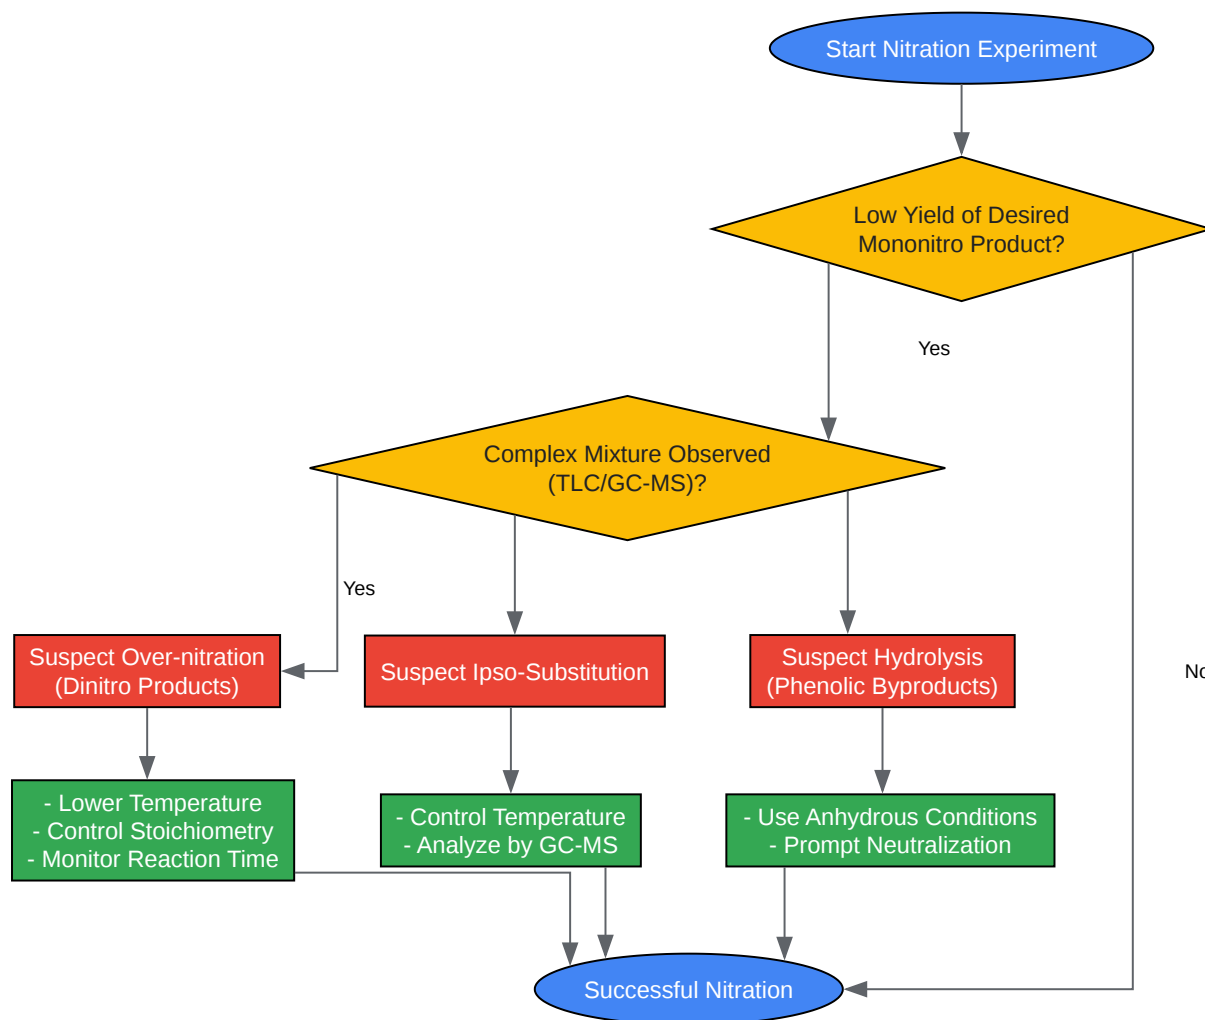 Start Nitration Experiment
Low Yield of Desired
Mononitro Product?
Yes
Complex Mixture Observed
(TLC/GC-MS)?
Yes
Suspect Over-nitration
(Dinitro Products)
Suspect Ipso-Substitution
Suspect Hydrolysis
(Phenolic Byproducts)
No
- Lower Temperature
- Control Stoichiometry
- Monitor Reaction Time
- Control Temperature
- Analyze by GC-MS
- Use Anhydrous Conditions
- Prompt Neutralization
Successful Nitration